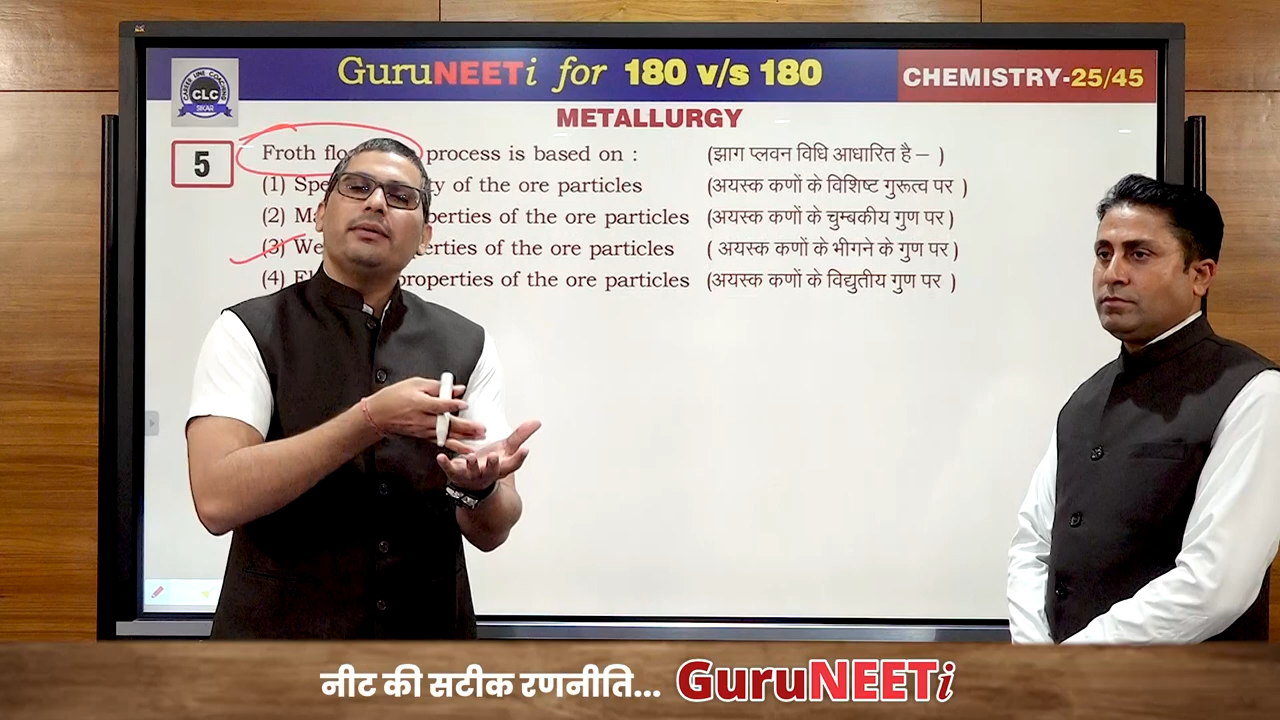 GuruNEETi for 180 v/s 180
CHEMISTRY-25/45
CLC
SIKAR
METALLURGY
5
Froth flo process is based on : (झाग प्लवन विधि आधारित है – )
(1) Spe ty of the ore particles (अयस्क कणों के विशिष्ट गुरूत्व पर )
(2) Ma perties of the ore particles (अयस्क कणों के चुम्बकीय गुण पर )
(3) We erties of the ore particles ( अयस्क कणों के भीगने के गुण पर )
(4) El properties of the ore particles (अयस्क कणों के विद्युतीय गुण पर )
नीट की सटीक रणनीति... GuruNEETi